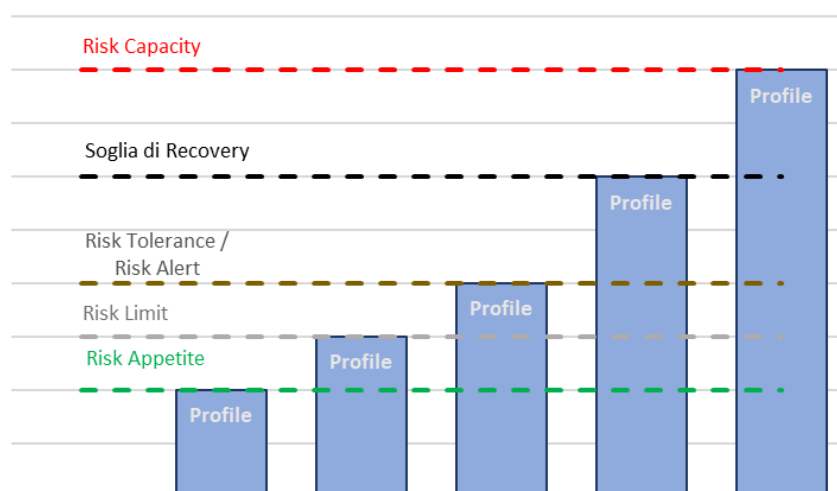 Risk Capacity
Profile
Soglia di Recovery
Profile
Risk Tolerance /
Risk Alert
Profile
Risk Limit
Profile
Risk Appetite
Profile